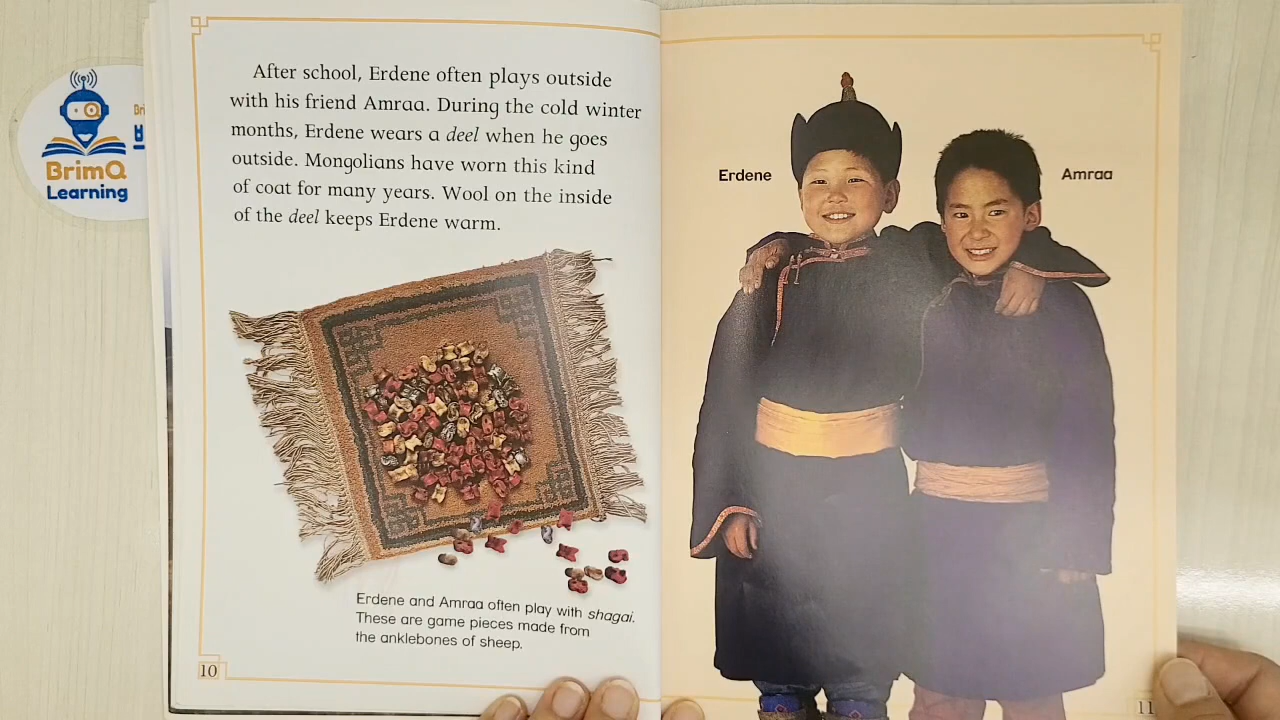 BrimQ
Learning
After school, Erdene often plays outside
with his friend Amraa. During the cold winter
months, Erdene wears a deel when he goes
outside. Mongolians have worn this kind
of coat for many years. Wool on the inside
of the deel keeps Erdene warm.
Erdene and Amraa often play with shagai.
These are game pieces made from
the anklebones of sheep.
10
Erdene
Amraa
11